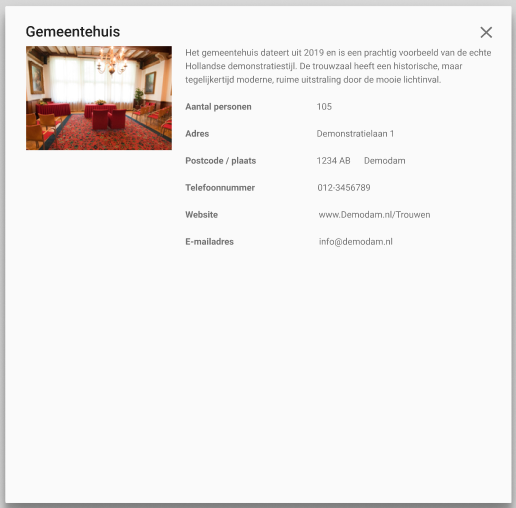 Gemeentehuis
Het gemeentehuis dateert uit 2019 en is een prachtig voorbeeld van de echte
Hollandse demonstratiestijl. De trouwzaal heeft een historische, maar
tegelijkertijd moderne, ruime uitstraling door de mooie lichtinval.
Aantal personen 105
Adres Demonstratielaan 1
Postcode / plaats 1234 AB Demodam
Telefoonnummer 012-3456789
Website www.Demodam.nl/Trouwen
E-mailadres info@demodam.nl